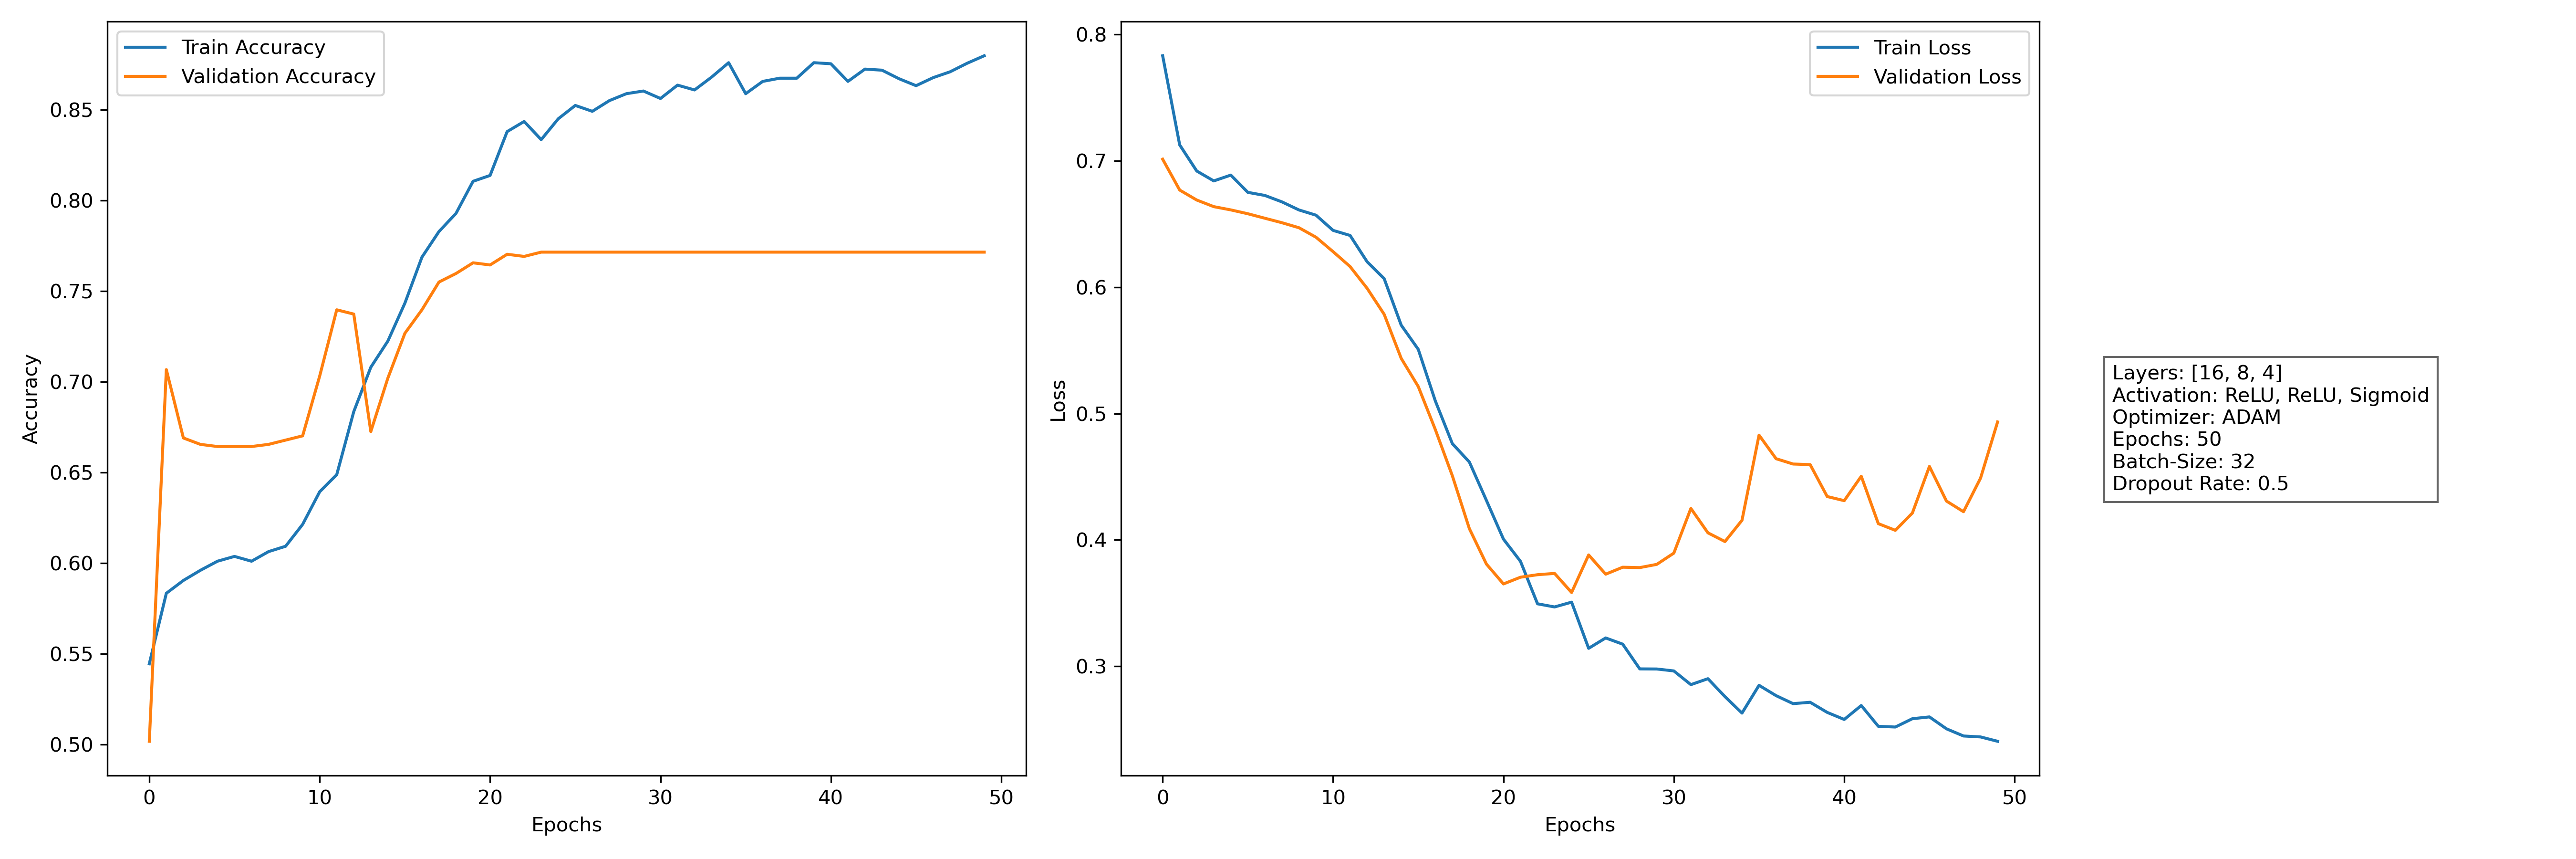 Train Accuracy
Validation Accuracy
0.85
0.80
0.75
0.70
0.65
0.60
0.55
0.50
Accuracy
0 10 20 30 40 50
Epochs
Train Loss
Validation Loss
0.8
0.7
0.6
0.5
0.4
0.3
Loss
0 10 20 30 40 50
Epochs
Layers: [16, 8, 4]
Activation: ReLU, ReLU, Sigmoid
Optimizer: ADAM
Epochs: 50
Batch-Size: 32
Dropout Rate: 0.5